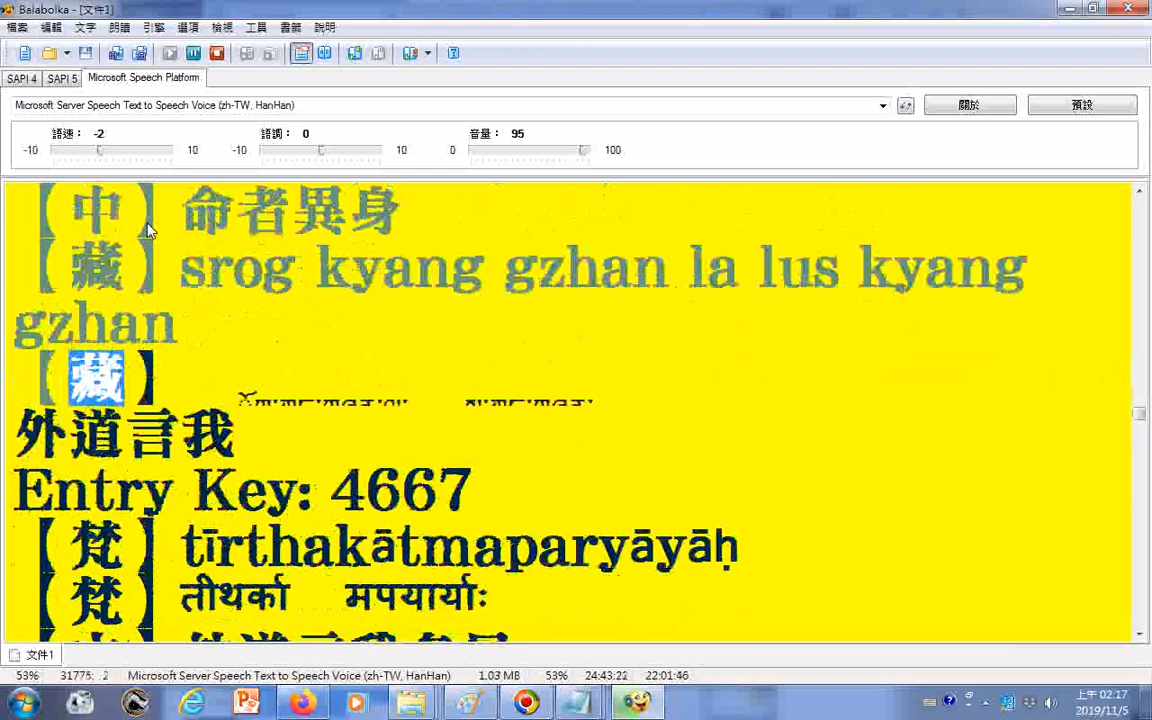 Balabolka - [文件1]
檔案 編輯 文字 朗讀 引擎 選項 檢視 工具 書籤 說明
SAPI 4 SAPI 5 Microsoft Speech Platform
Microsoft Server Speech Text to Speech Voice (zh-TW, HanHan) 關於 預設
語速： -2 語調： 0 音量： 95
-10 10 -10 10 0 100
【中】命者異身
【藏】srog kyang gzhan la lus kyang
gzhan
【藏】
外道言我
Entry Key: 4667
【梵】tīrthakātmaparyāyāḥ
【梵】तीथर्का मपयार्याः
文件1
53% 31775: 2 Microsoft Server Speech Text to Speech Voice (zh-TW, HanHan) 1.03 MB 53% 24:43:22 22:01:46
上午 02:17
2019/11/5